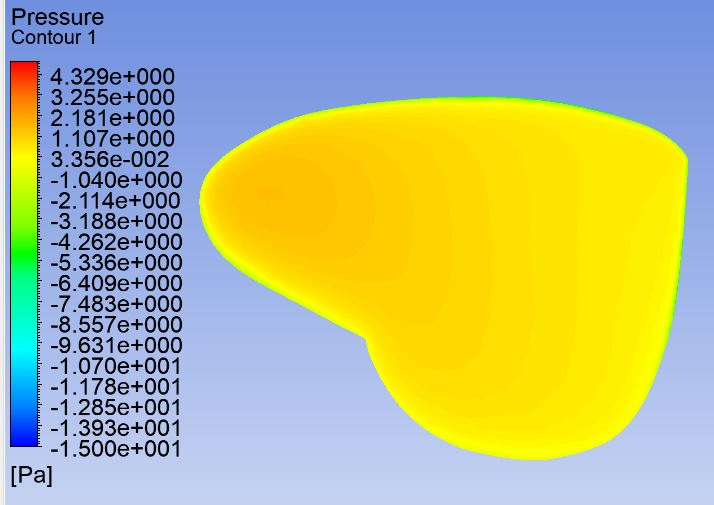 Pressure
Contour 1
4.329e+000
3.255e+000
2.181e+000
1.107e+000
3.356e-002
-1.040e+000
-2.114e+000
-3.188e+000
-4.262e+000
-5.336e+000
-6.409e+000
-7.483e+000
-8.557e+000
-9.631e+000
-1.070e+001
-1.178e+001
-1.285e+001
-1.393e+001
-1.500e+001
[Pa]